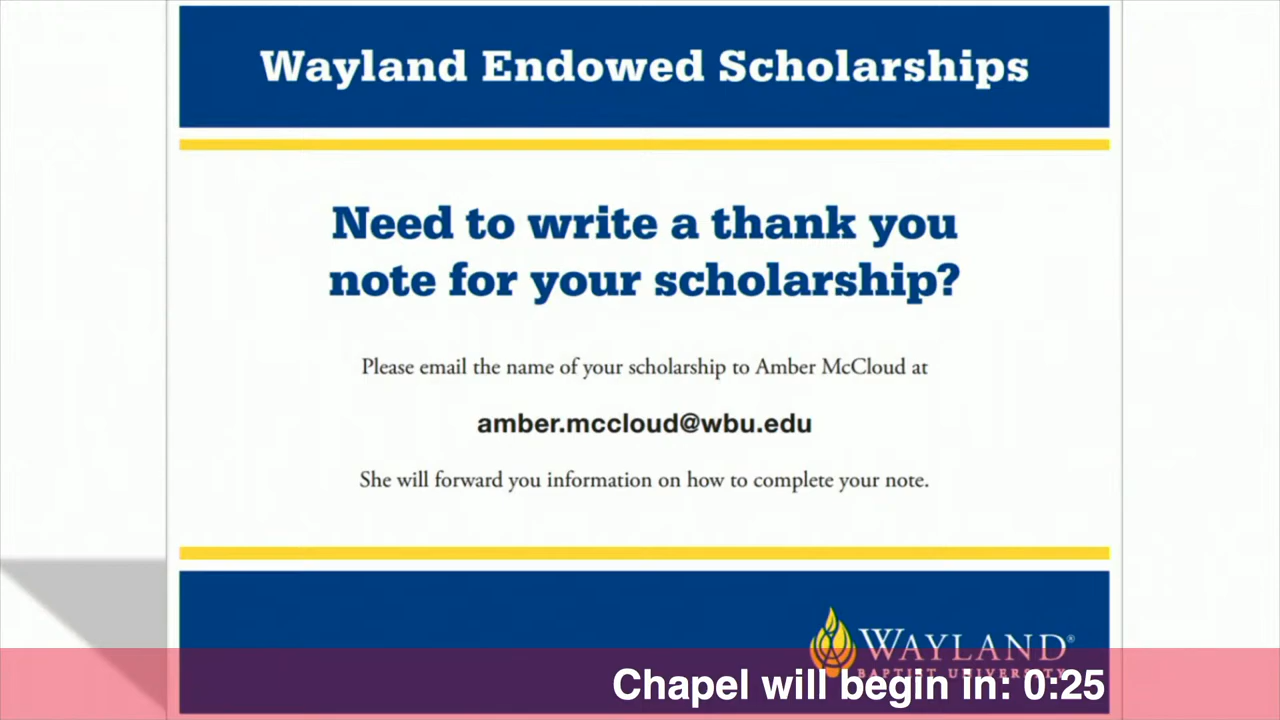 Wayland Endowed Scholarships
Need to write a thank you
note for your scholarship?
Please email the name of your scholarship to Amber McCloud at
amber.mccloud@wbu.edu
She will forward you information on how to complete your note.
WAYLAND®
BAPTIST UNIVERSITY
Chapel will begin in: 0:25